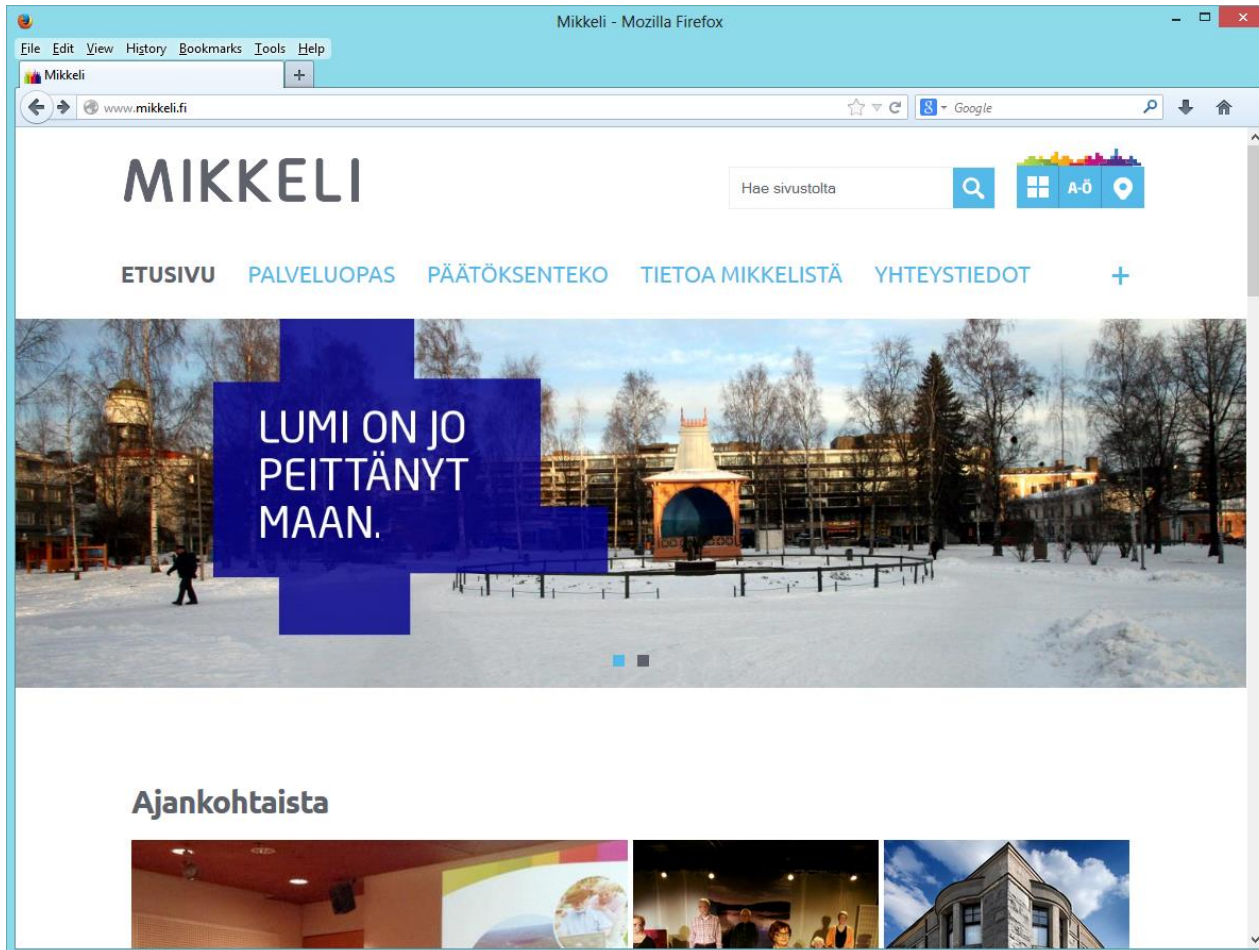 Mikkeli - Mozilla Firefox
File Edit View History Bookmarks Tools Help
Mikkeli
www.mikkeli.fi
Google
MIKKELI
Hae sivustolta
A-Ö
ETUSIVU PALVELUOPAS PÄÄTÖKSENTEKO TIETOA MIKKELISTÄ YHTEYSTIEDOT +
LUMI ON JO
PEITTÄNYT
MAAN.
Ajankohtaista